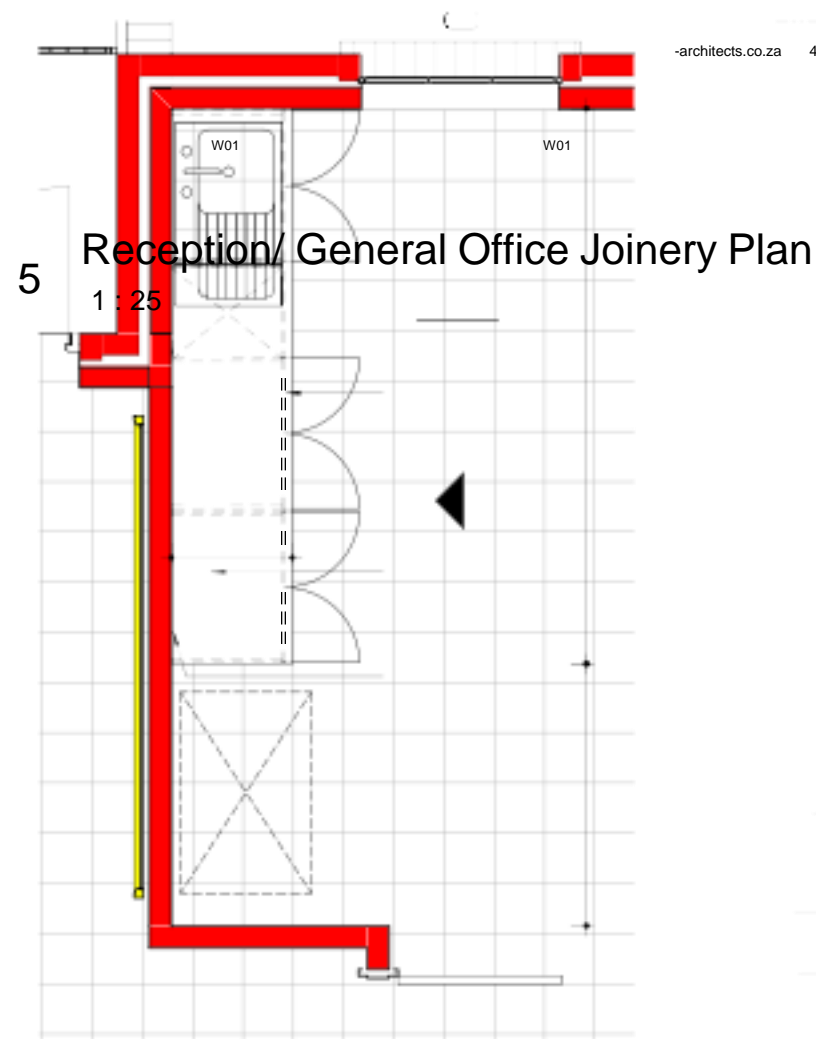 -architects.co.za 4
W01 W01
Reception/ General Office Joinery Plan
5
1 : 25